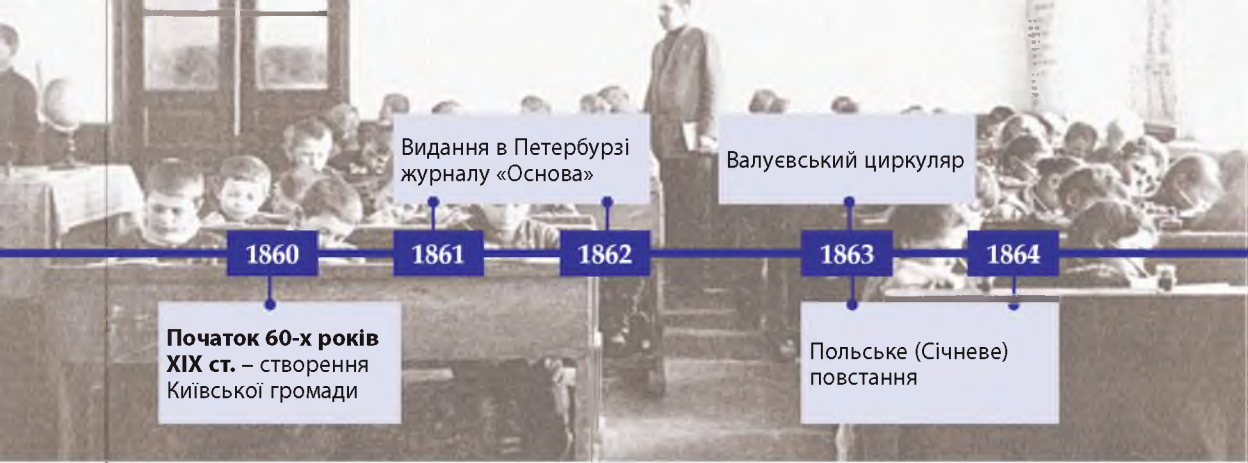 Видання в Петербурзі
журналу «Основа»
Валуєвський циркуляр
1860
1861
1862
1863
1864
Початок 60-х років
XIX ст. – створення
Київської громади
Польське (Січневе)
повстання